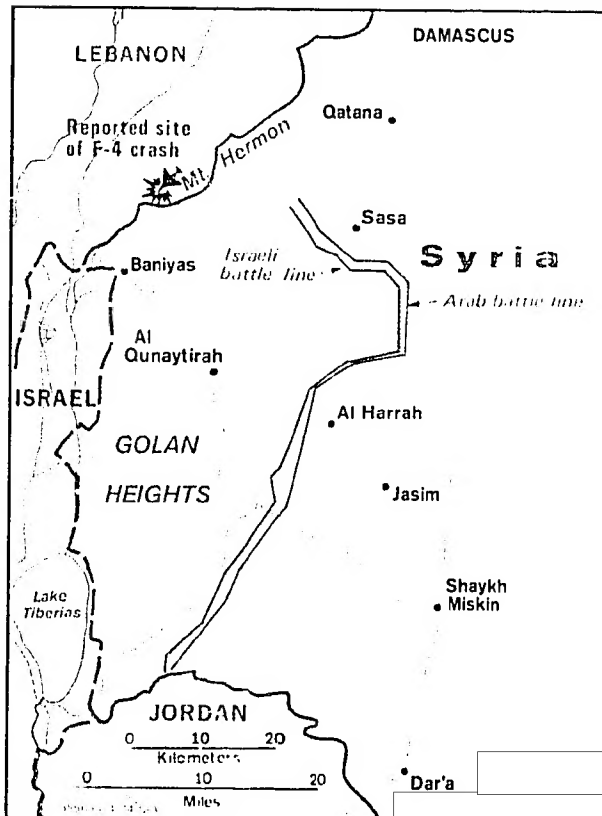 DAMASCUS
LEBANON
Qatana
Reported site
of F-4 crash
Mt. Hermon
Sasa
Syria
Israeli
battle line
Baniyas
Arab battle line
Al
Qunaytirah
ISRAEL
Al Harrah
GOLAN
HEIGHTS
Jasim
Shaykh
Miskin
Lake
Tiberias
JORDAN
0 10 20
Kilometers
0 10 20
Miles
Dar'a